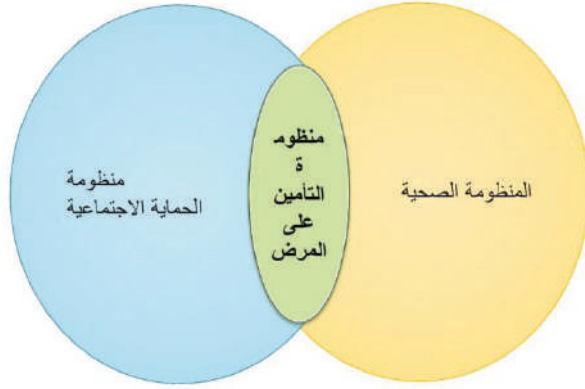 المنظومة الصحية
منظوم
ة
التأمين
على
المرض
منظومة
الحماية الاجتماعية